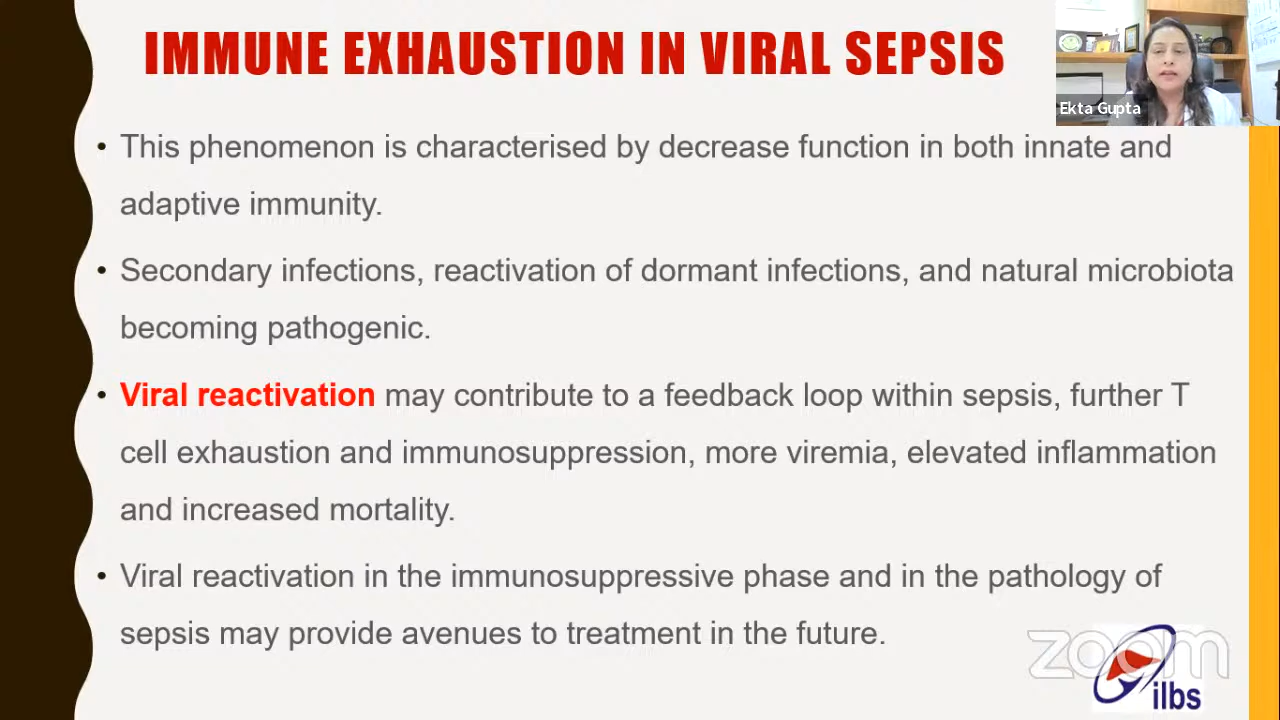 IMMUNE EXHAUSTION IN VIRAL SEPSIS
Ekta Gupta
• This phenomenon is characterised by decrease function in both innate and
adaptive immunity.
• Secondary infections, reactivation of dormant infections, and natural microbiota
becoming pathogenic.
• Viral reactivation may contribute to a feedback loop within sepsis, further T
cell exhaustion and immunosuppression, more viremia, elevated inflammation
and increased mortality.
• Viral reactivation in the immunosuppressive phase and in the pathology of
sepsis may provide avenues to treatment in the future.
zoom
ilbs